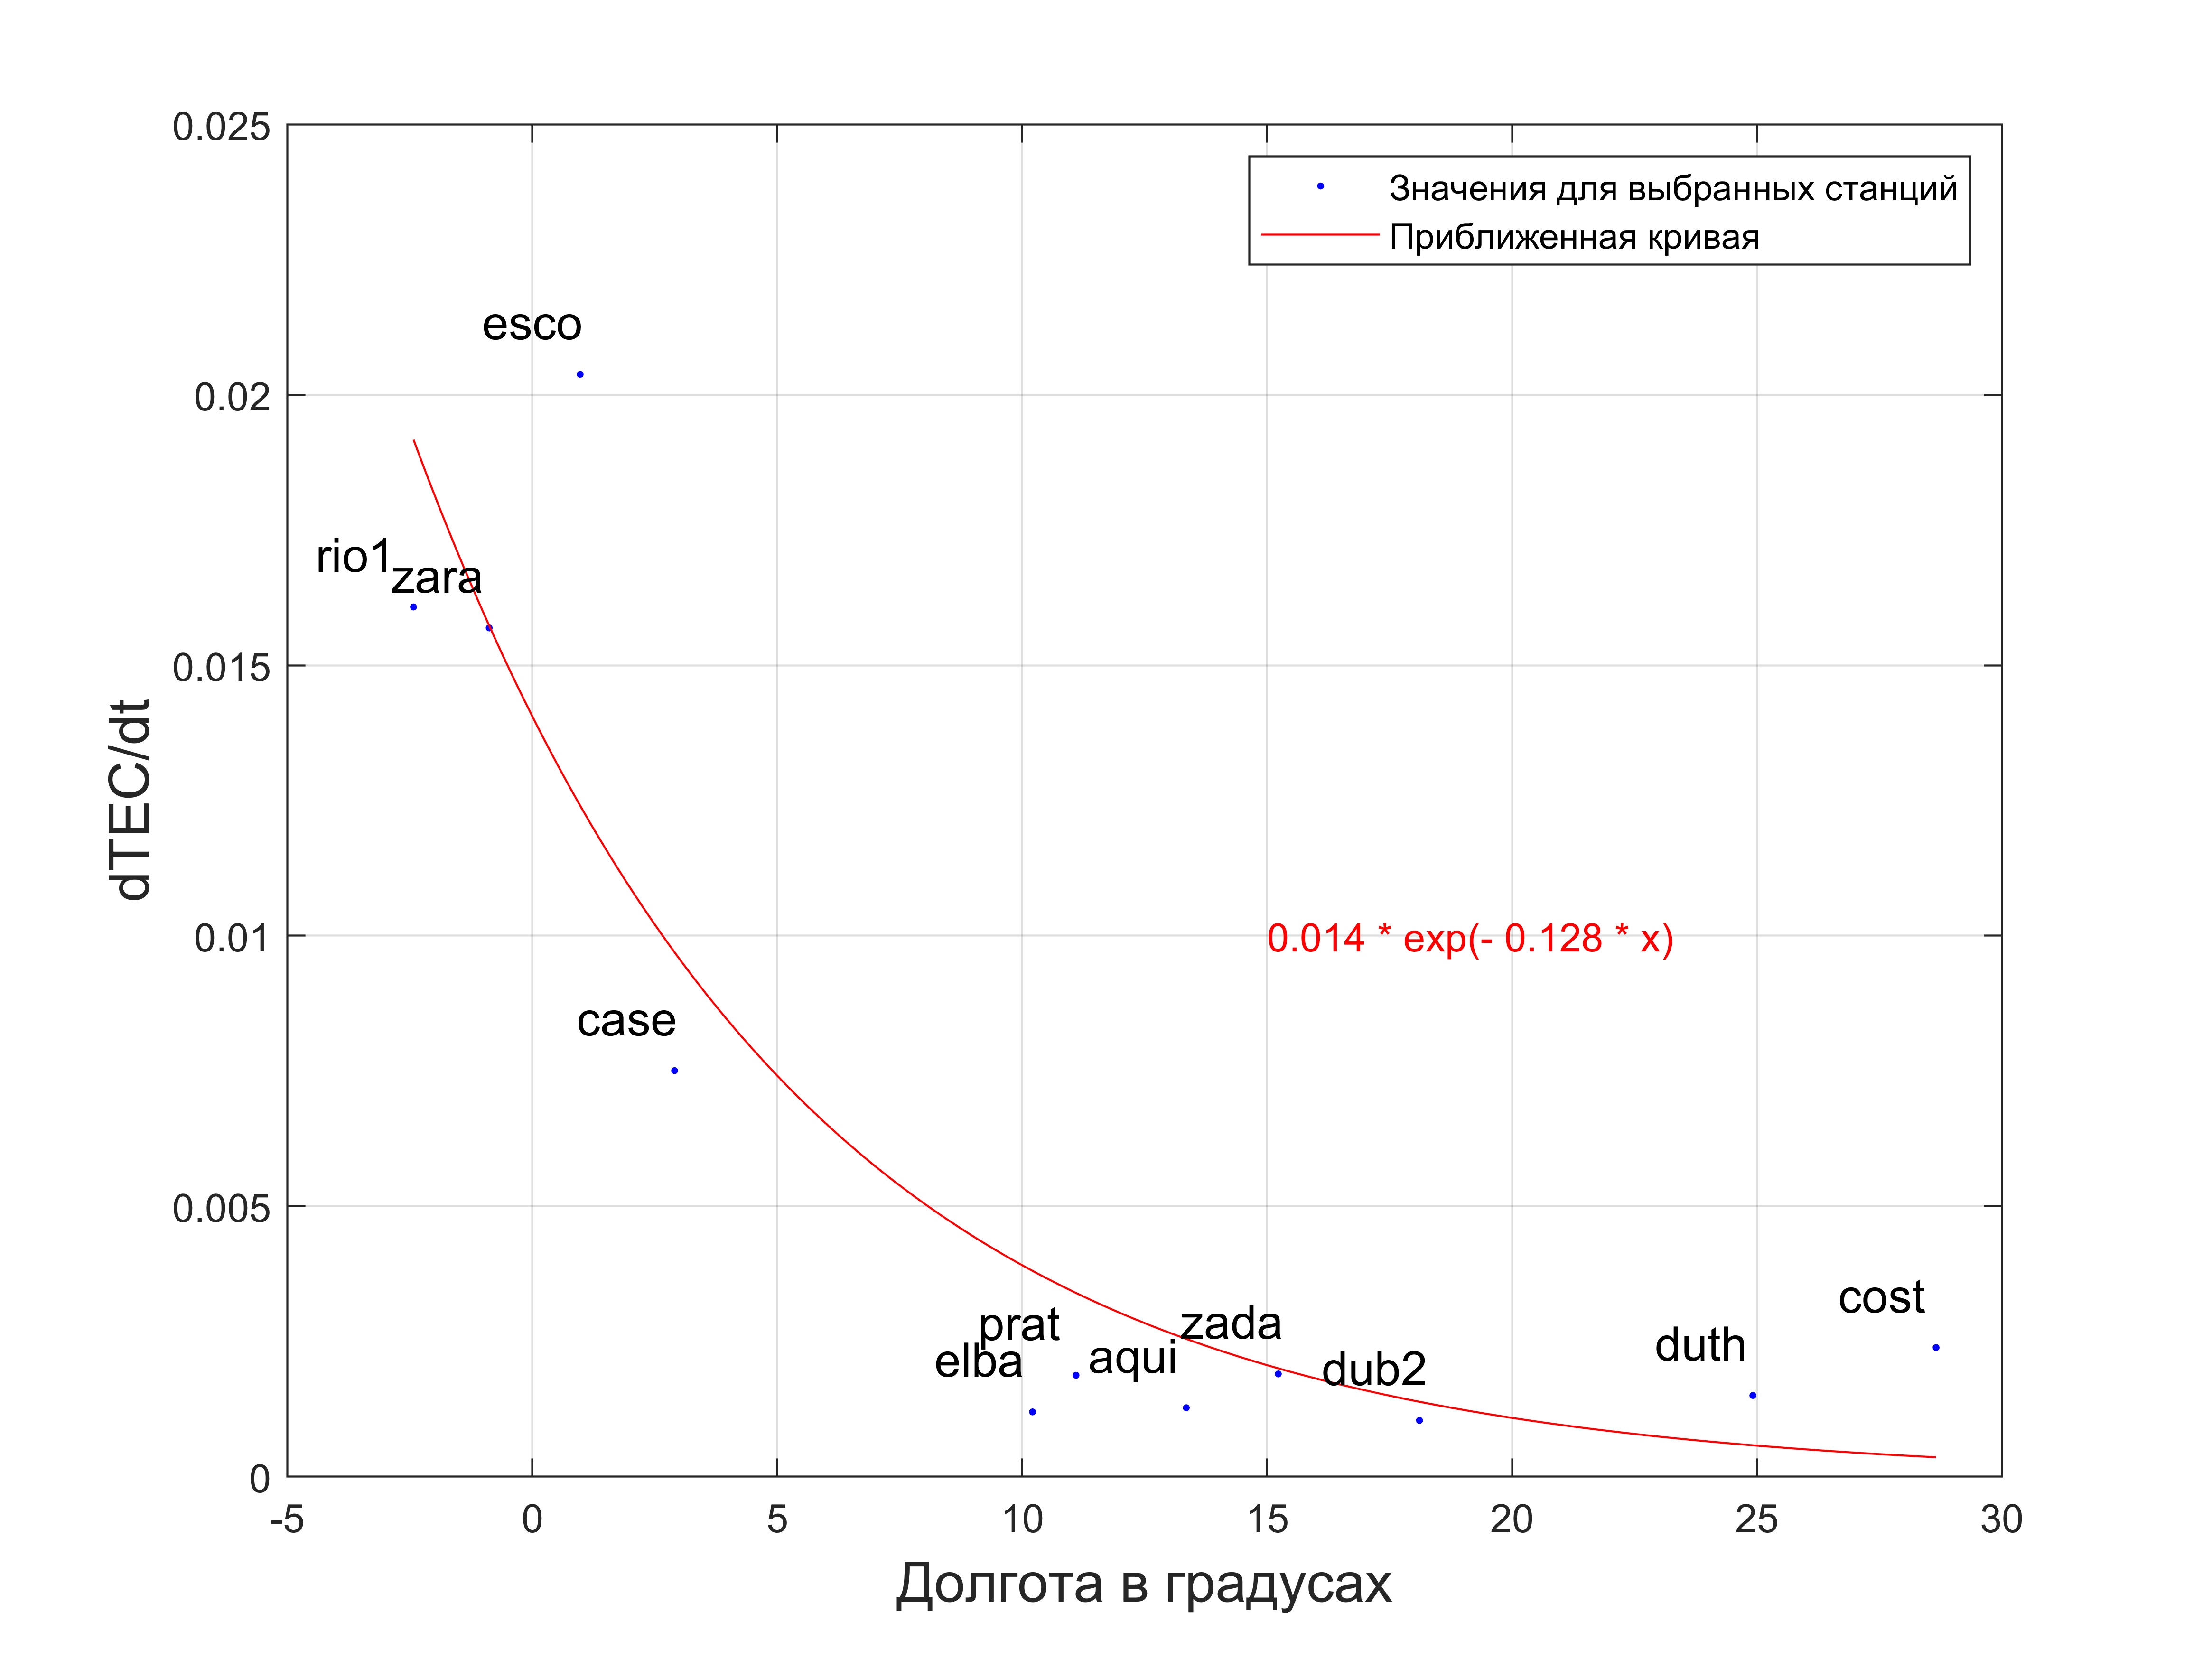 0.025
Значения для выбранных станций
Приближенная кривая
esco
0.02
rio1
zara
0.015
dTEC/dt
0.01
0.014 * exp(- 0.128 * x)
case
0.005
cost
prat
zada
duth
elba
aqui
dub2
0
-5 0 5 10 15 20 25 30
Долгота в градусах